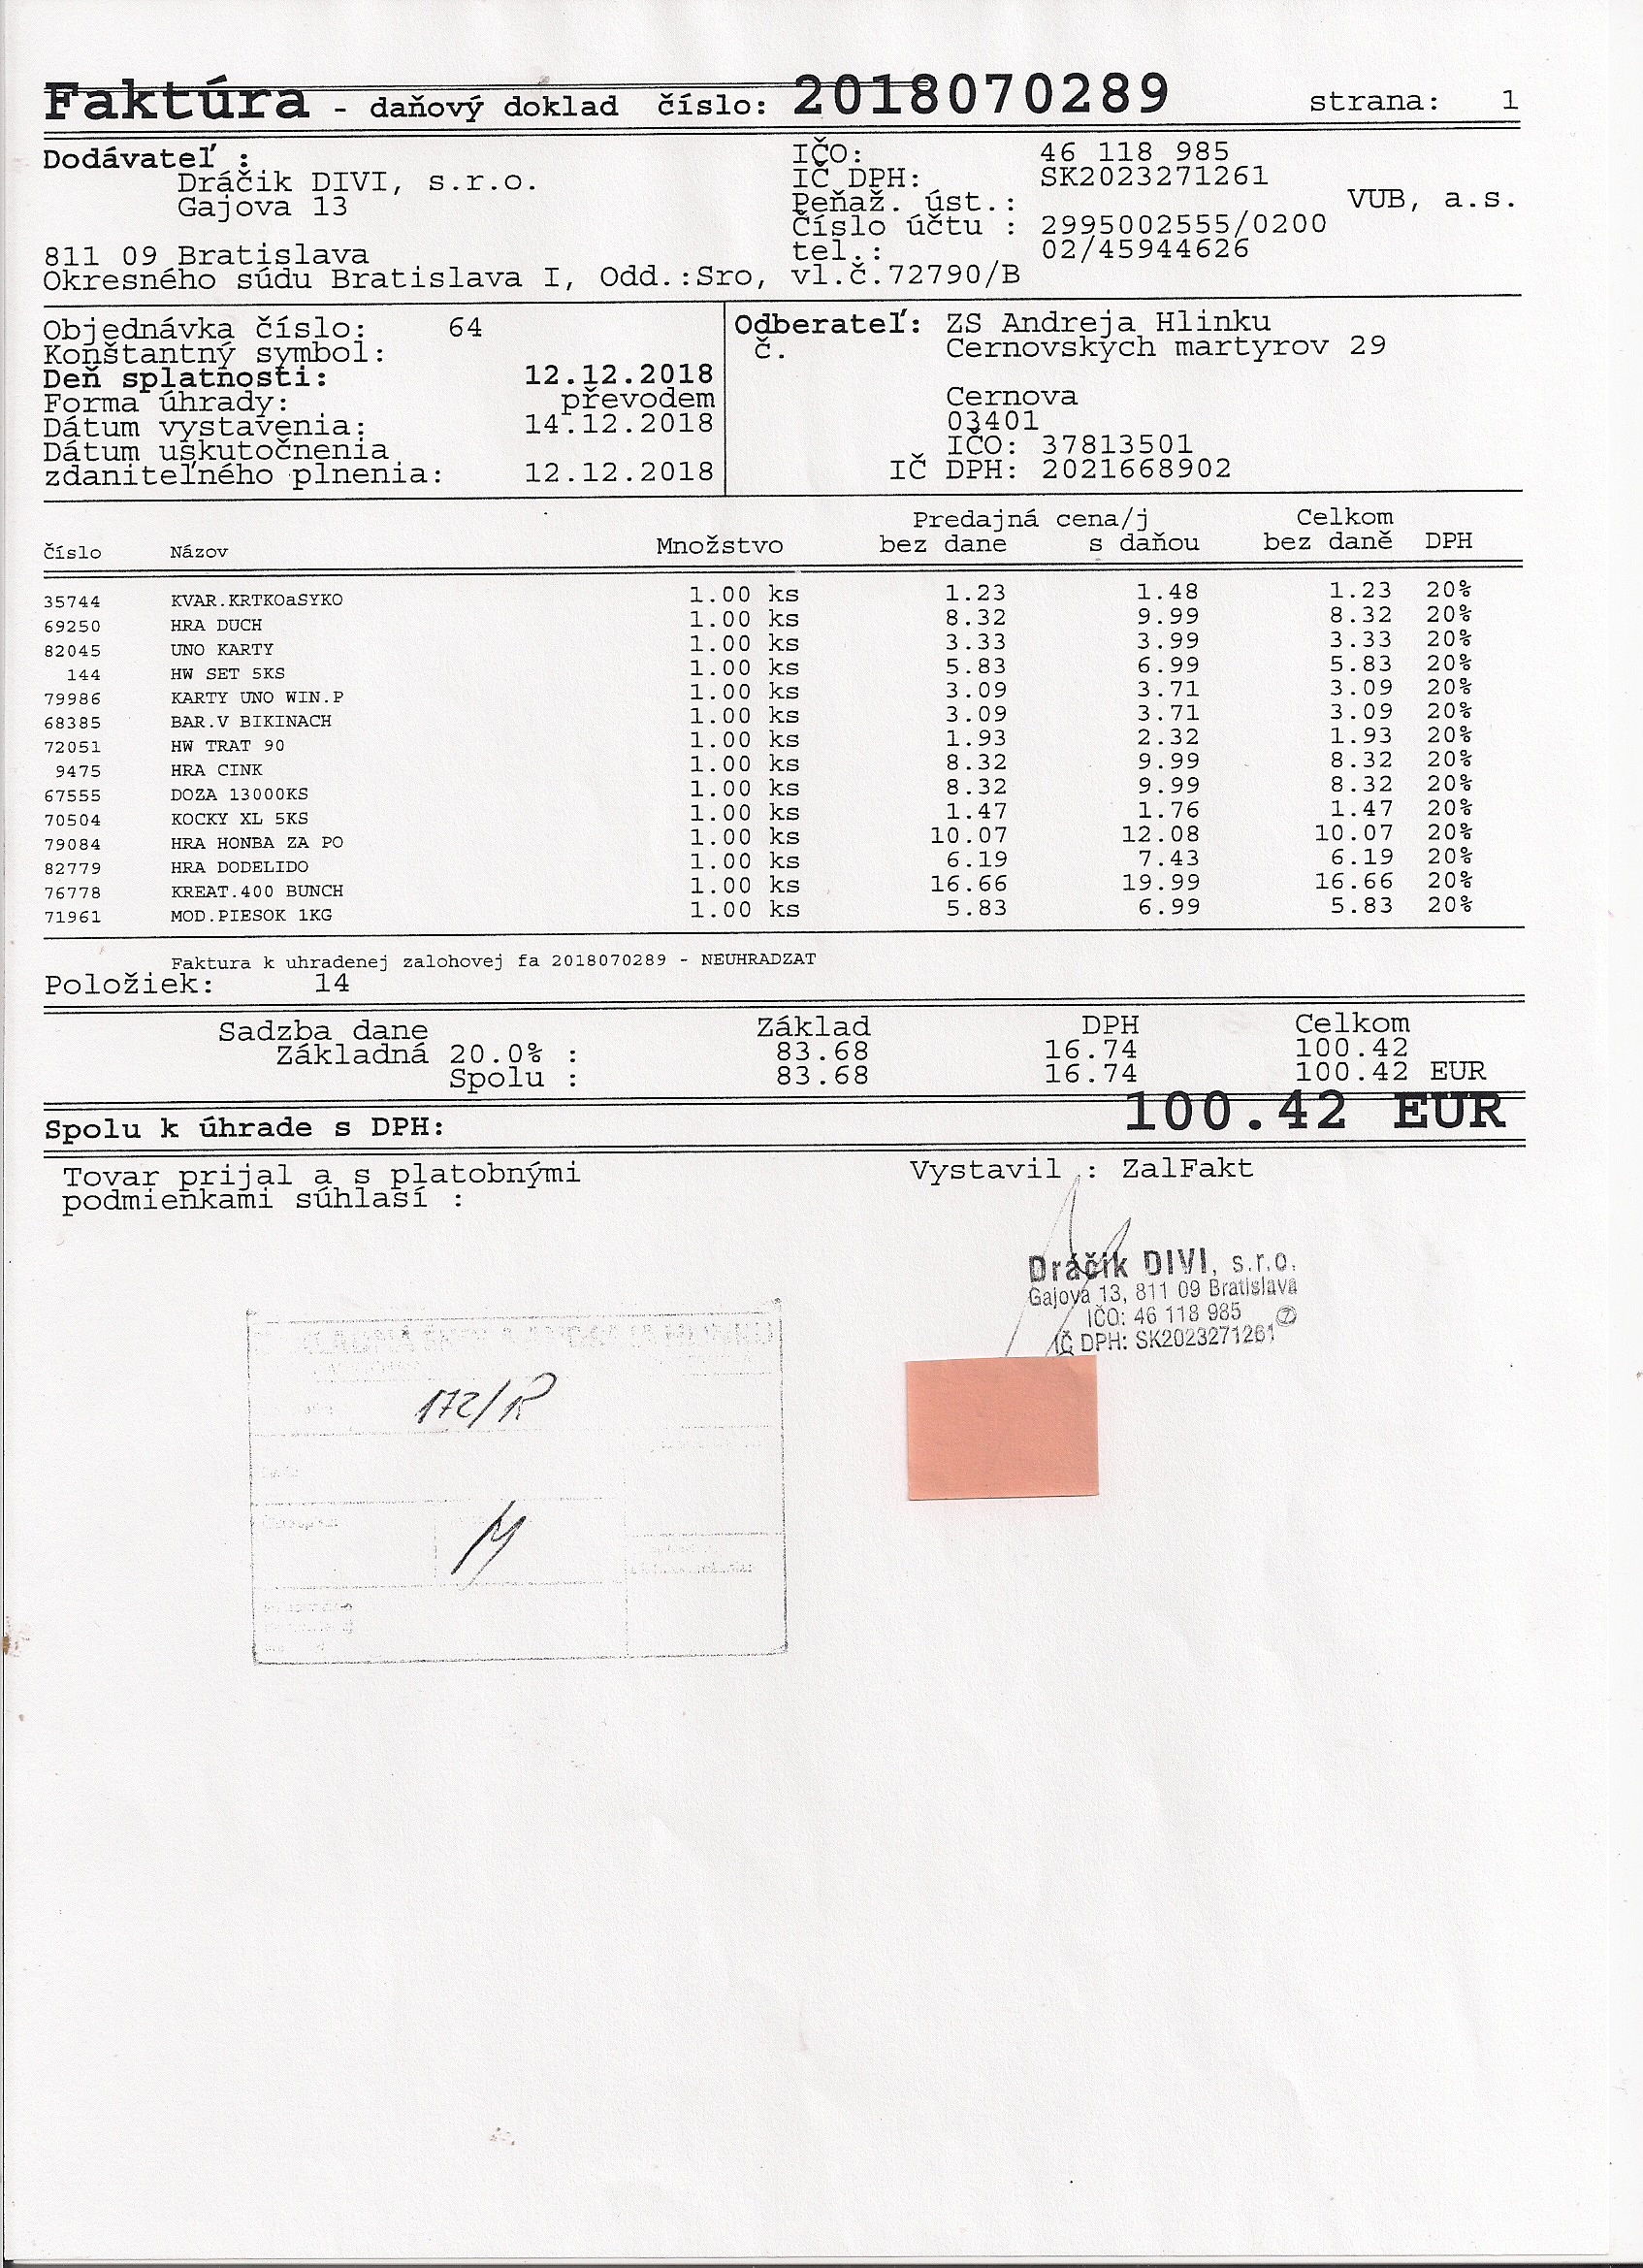 Faktúra - daňový doklad číslo: 2018070289 strana: 1
Dodávateľ :
Dráčik DIVI, s.r.o.
Gajova 13
811 09 Bratislava
Okresného súdu Bratislava I, Odd.:Sro, vl.č.72790/B
IČO: 46 118 985
IČ DPH: SK2023271261
Peňaž. úst.: VUB, a.s.
Číslo účtu : 2995002555/0200
tel.: 02/45944626
Objednávka číslo: 64
Konštantný symbol:
Deň splatnosti: 12.12.2018
Forma úhrady: převodem
Dátum vystavenia: 14.12.2018
Dátum uskutočnenia
zdaniteľného plnenia: 12.12.2018
Odberateľ: ZS Andreja Hlinku
č. Cernovských martyrov 29
Cernova
03401
IČO: 37813501
IČ DPH: 2021668902
Predajná cena/j Celkom
číslo Názov Množstvo bez dane s daňou bez daně DPH
35744 KVAR.KRTKOaSYKO 1.00 ks 1.23 1.48 1.23 20%
69250 HRA DUCH 1.00 ks 8.32 9.99 8.32 20%
82045 UNO KARTY 1.00 ks 3.33 3.99 3.33 20%
144 HW SET 5KS 1.00 ks 5.83 6.99 5.83 20%
79986 KARTY UNO WIN.P 1.00 ks 3.09 3.71 3.09 20%
68385 BAR.V BIKINACH 1.00 ks 3.09 3.71 3.09 20%
72051 HW TRAT 90 1.00 ks 1.93 2.32 1.93 20%
9475 HRA CINK 1.00 ks 8.32 9.99 8.32 20%
67555 DOZA 13000KS 1.00 ks 8.32 9.99 8.32 20%
70504 KOCKY XL 5KS 1.00 ks 1.47 1.76 1.47 20%
79084 HRA HONBA ZA PO 1.00 ks 10.07 12.08 10.07 20%
82779 HRA DODELIDO 1.00 ks 6.19 7.43 6.19 20%
76778 KREAT.400 BUNCH 1.00 ks 16.66 19.99 16.66 20%
71961 MOD.PIESOK 1KG 1.00 ks 5.83 6.99 5.83 20%
Faktura k uhradenej zalohovej fa 2018070289 - NEUHRADZAT
Položiek: 14
Sadzba dane Základ DPH Celkom
Základná 20.0% : 83.68 16.74 100.42
Spolu : 83.68 16.74 100.42 EUR
Spolu k úhrade s DPH: 100.42 EUR
Tovar prijal a s platobnými
podmienkami súhlasí :
Vystavil : ZalFakt
Dráčik DIVI, s.r.o.
Gajova 13, 811 09 Bratislava
IČO: 46 118 985 7
IČ DPH: SK2023271261